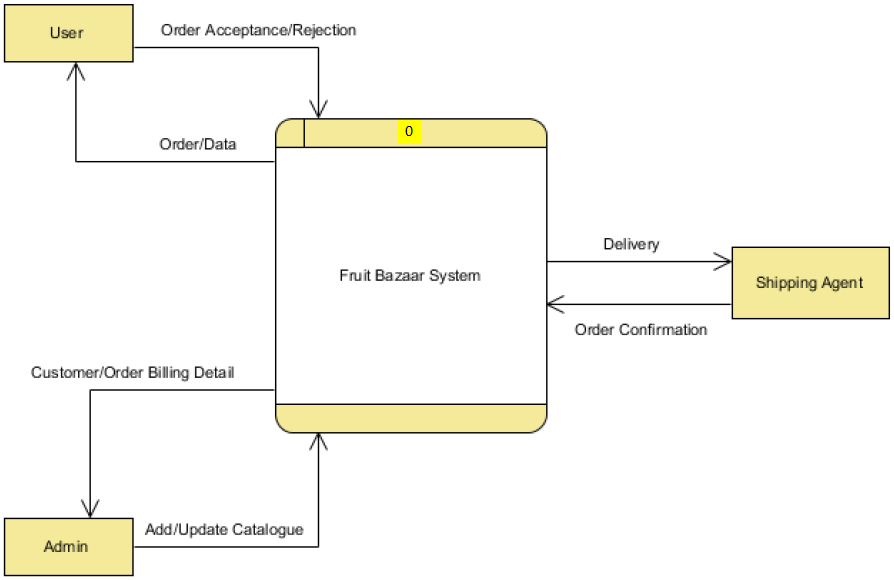 User
Order Acceptance/Rejection
0
Order/Data
Delivery
Fruit Bazaar System
Shipping Agent
Order Confirmation
Customer/Order Billing Detail
Add/Update Catalogue
Admin